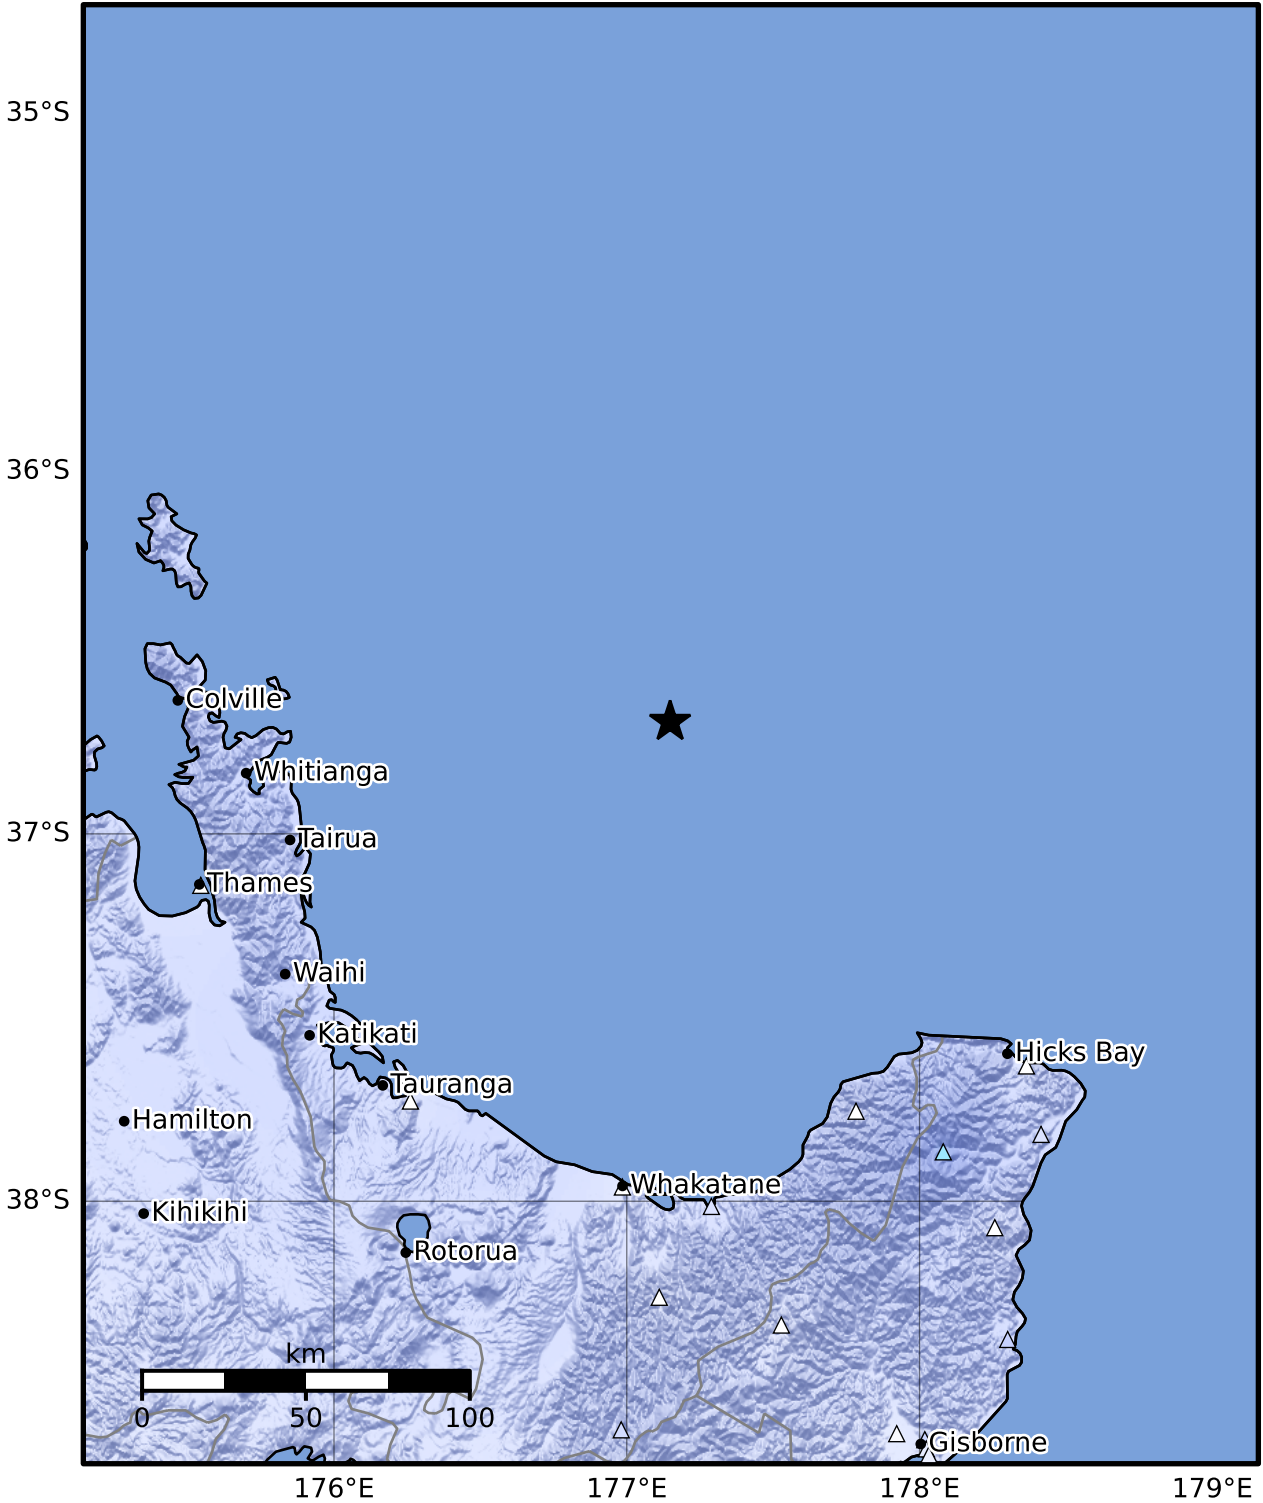 35°S
36°S
Colville
Whitianga
37°S
Tairua
Thames
Waihi
Katikati
Hicks Bay
Tauranga
Hamilton
Whakatane
38°S
Kihikihi
Rotorua
km
0 50 100
Gisborne
176°E 177°E 178°E 179°E